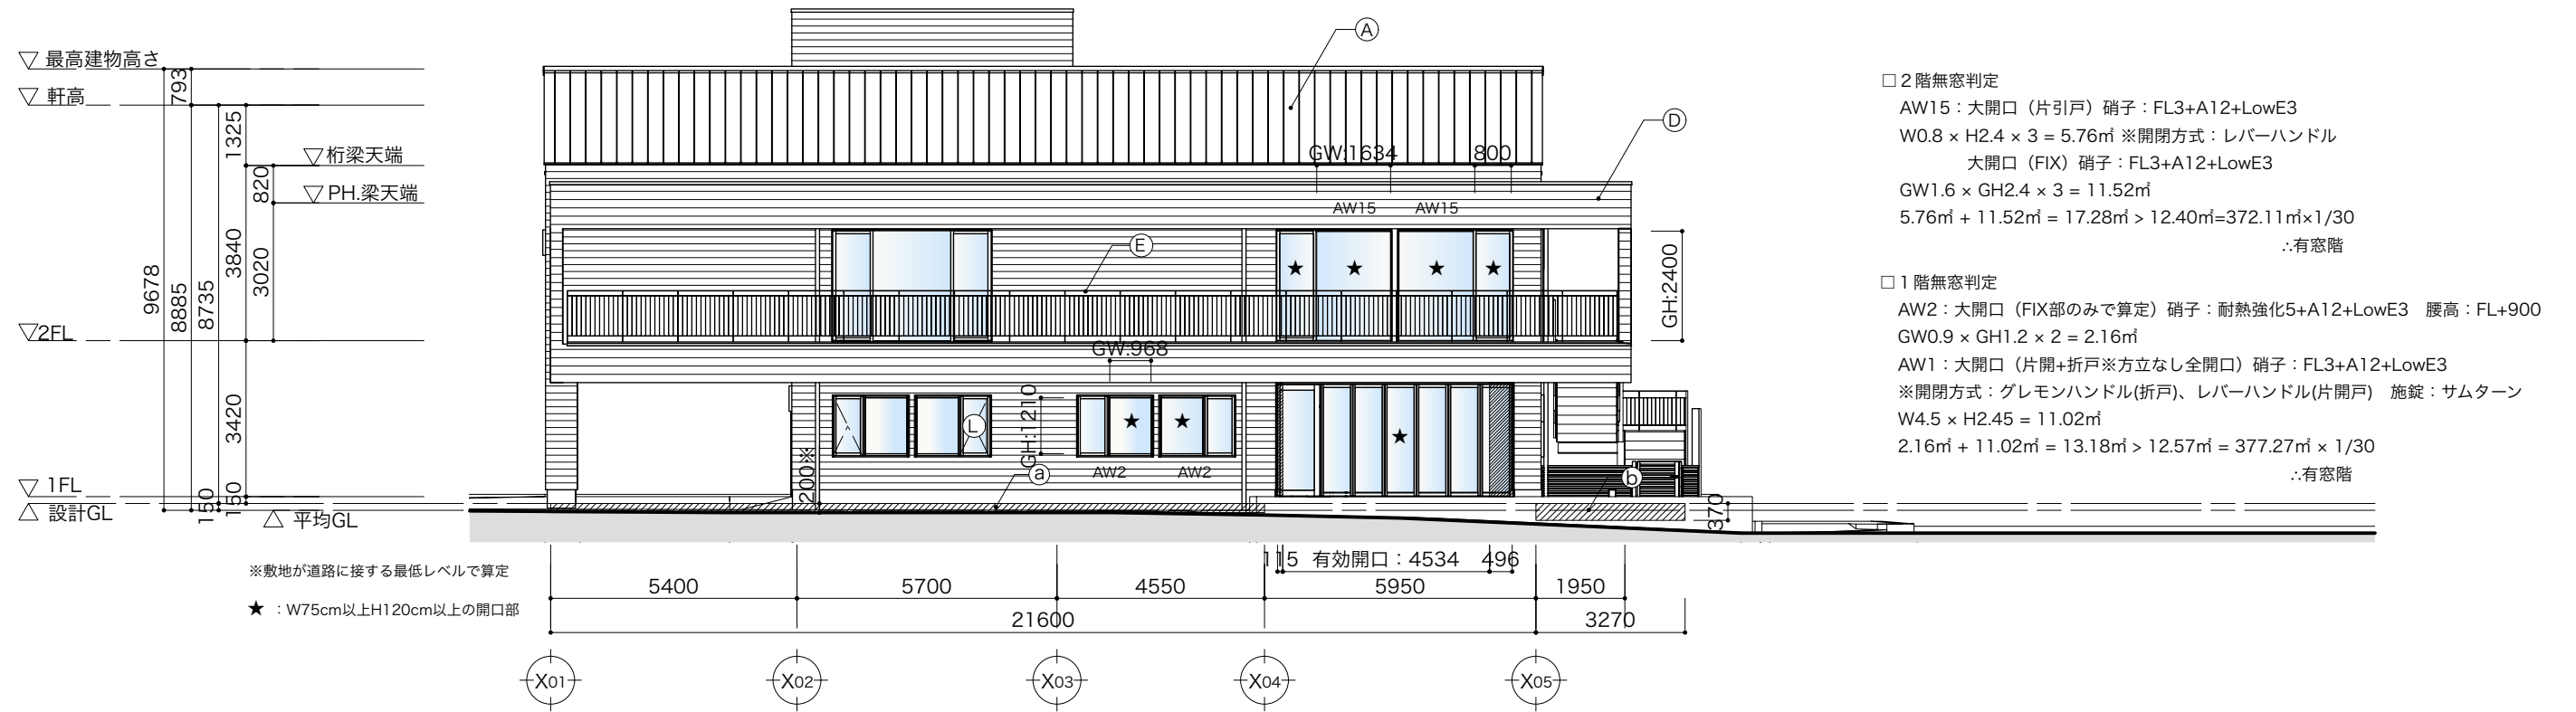 ▽ 最高建物高さ
▽ 軒高
▽ 桁梁天端
▽ PH.梁天端
▽2FL
▽ 1FL
△ 設計GL
△ 平均GL
793
1325
820
3840
3020
9678
8885
8735
3420
150
150
A
D
E
GW:1634
800
AW15
AW15
★
★
★
★
GH:2400
GW:968
GH:1210
L
★
★
★
AW2
AW2
200※
a
b
370
115
有効開口：4534
496
※敷地が道路に接する最低レベルで算定
★ ：W75cm以上H120cm以上の開口部
5400
5700
4550
5950
1950
21600
3270
X01
X02
X03
X04
X05
□２階無窓判定
AW15：大開口（片引戸）硝子：FL3+A12+LowE3
W0.8 × H2.4 × 3 = 5.76㎡ ※開閉方式：レバーハンドル
大開口（FIX）硝子：FL3+A12+LowE3
GW1.6 × GH2.4 × 3 = 11.52㎡
5.76㎡ + 11.52㎡ = 17.28㎡ > 12.40㎡=372.11㎡×1/30
∴有窓階
□１階無窓判定
AW2：大開口（FIX部のみで算定）硝子：耐熱強化5+A12+LowE3　腰高：FL+900
GW0.9 × GH1.2 × 2 = 2.16㎡
AW1：大開口（片開+折戸※方立なし全開口）硝子：FL3+A12+LowE3
※開閉方式：グレモンハンドル(折戸)、レバーハンドル(片開戸)　施錠：サムターン
W4.5 × H2.45 = 11.02㎡
2.16㎡ + 11.02㎡ = 13.18㎡ > 12.57㎡ = 377.27㎡ × 1/30
∴有窓階